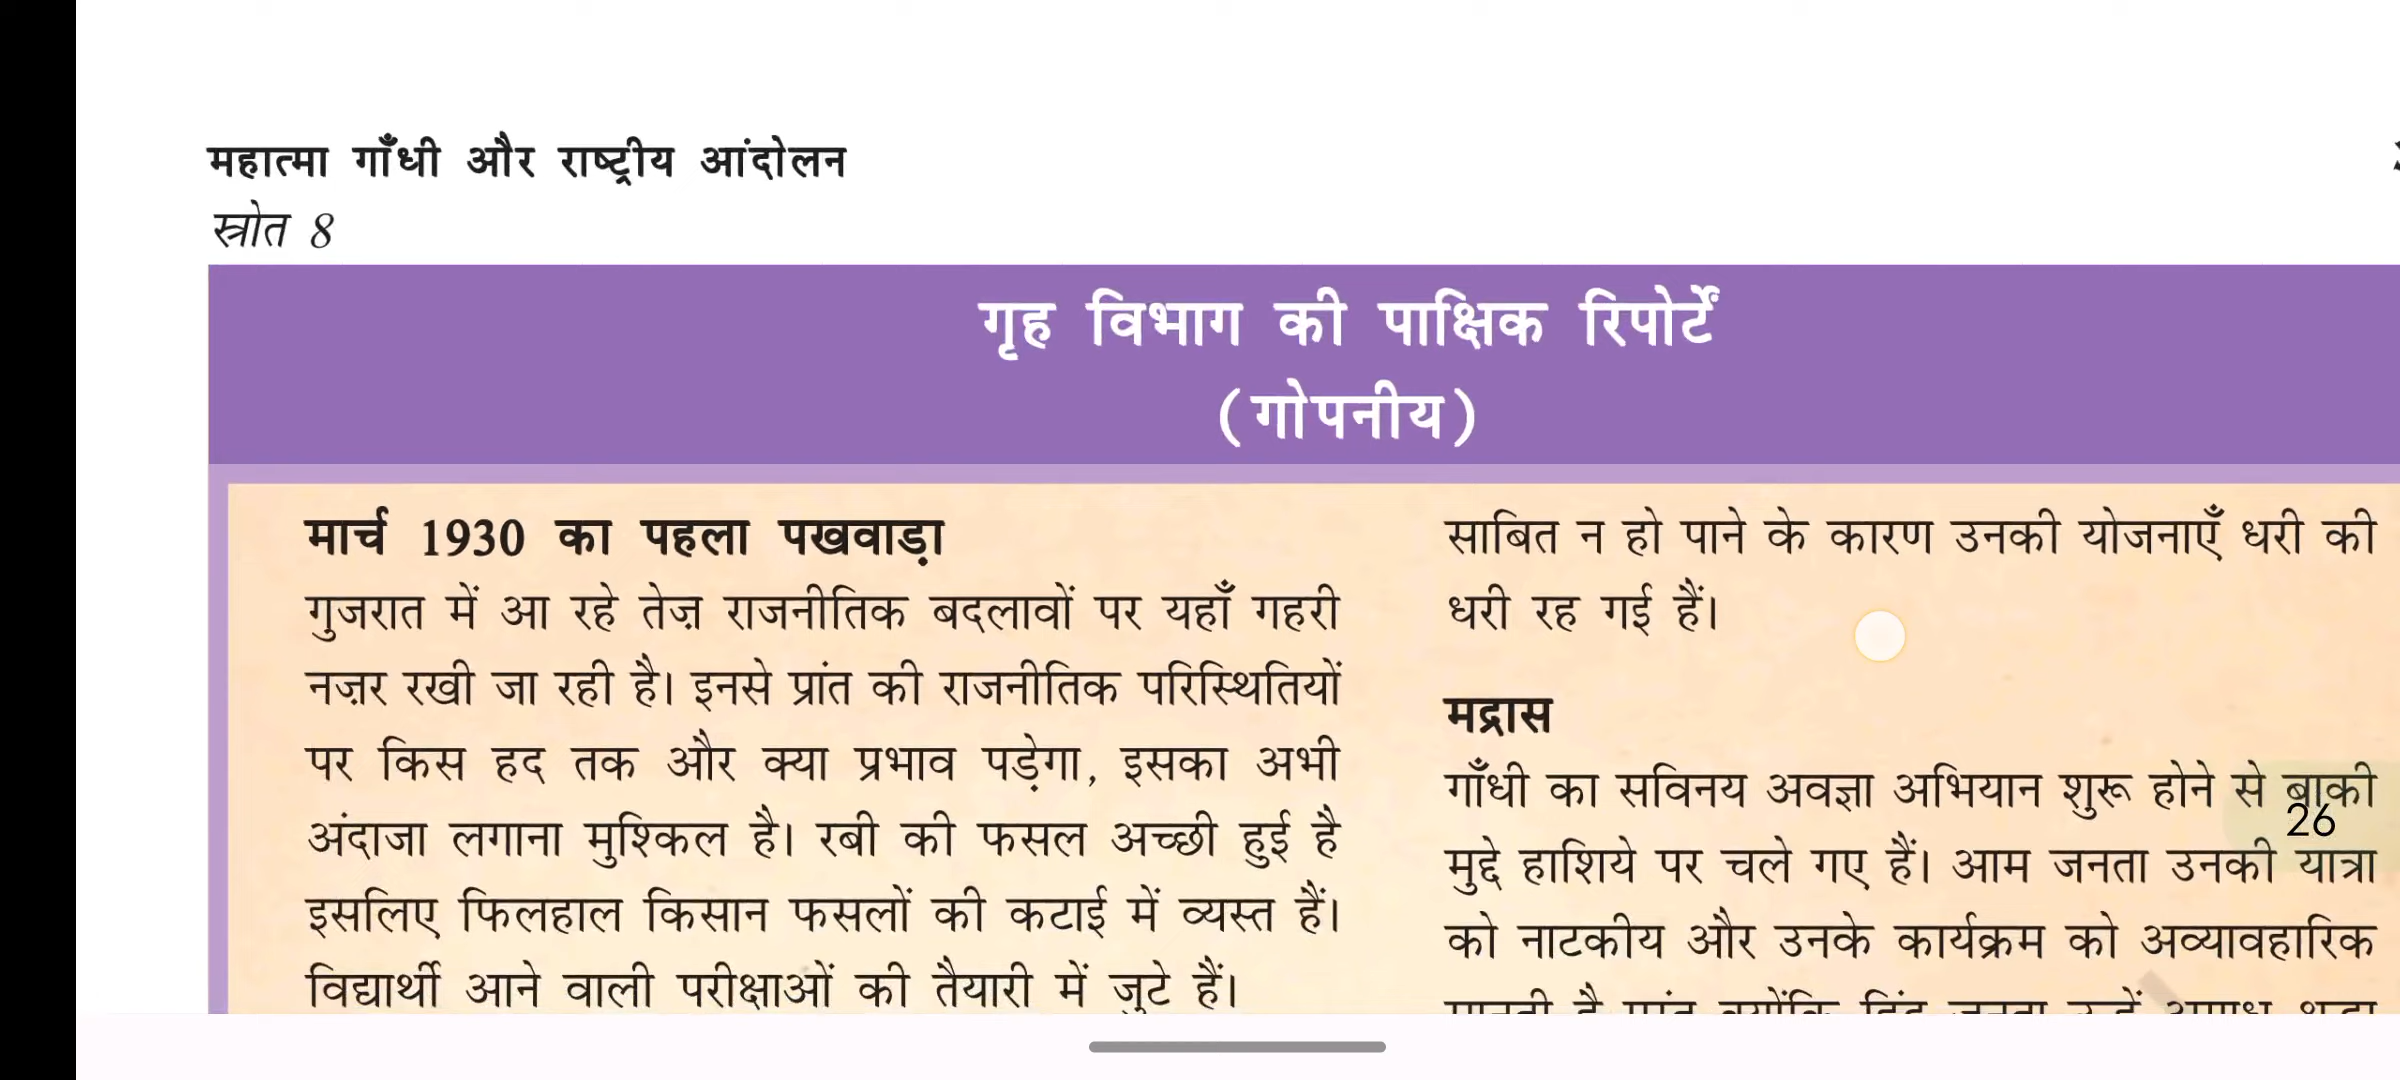 महात्मा गाँधी और राष्ट्रीय आंदोलन
स्त्रोत 8
गृह विभाग की पाक्षिक रिपोर्टें
(गोपनीय)
मार्च 1930 का पहला पखवाड़ा
गुजरात में आ रहे तेज़ राजनीतिक बदलावों पर यहाँ गहरी
नज़र रखी जा रही है। इनसे प्रांत की राजनीतिक परिस्थितियों
पर किस हद तक और क्या प्रभाव पड़ेगा, इसका अभी
अंदाजा लगाना मुश्किल है। रबी की फसल अच्छी हुई है
इसलिए फिलहाल किसान फसलों की कटाई में व्यस्त हैं।
विद्यार्थी आने वाली परीक्षाओं की तैयारी में जुटे हैं।
साबित न हो पाने के कारण उनकी योजनाएँ धरी की
धरी रह गई हैं।
मद्रास
गाँधी का सविनय अवज्ञा अभियान शुरू होने से बाकी
26
मुद्दे हाशिये पर चले गए हैं। आम जनता उनकी यात्रा
को नाटकीय और उनके कार्यक्रम को अव्यावहारिक